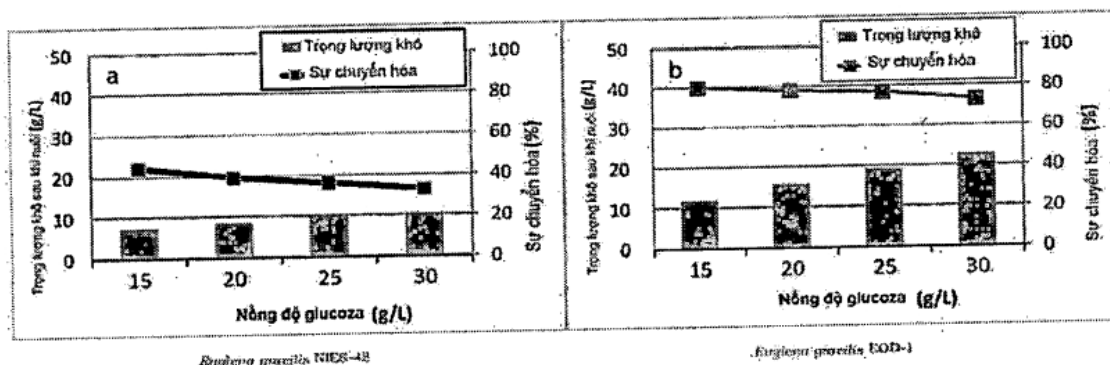 Trọng lượng khô
Sự chuyển hóa
a
Trọng lượng khô sau khi nuôi (g/L)
50
40
30
20
10
0
100
80
60
40
20
0
Sự chuyển hóa (%)
15 20 25 30
Nồng độ glucoza (g/L)
Euglena gracilis NIES-48
Trọng lượng khô
Sự chuyển hóa
b
Trọng lượng khô sau khi nuôi (g/L)
50
40
30
20
10
0
100
80
60
40
20
0
Sự chuyển hóa (%)
15 20 25 30
Nồng độ glucoza (g/L)
Euglena gracilis EOD-1